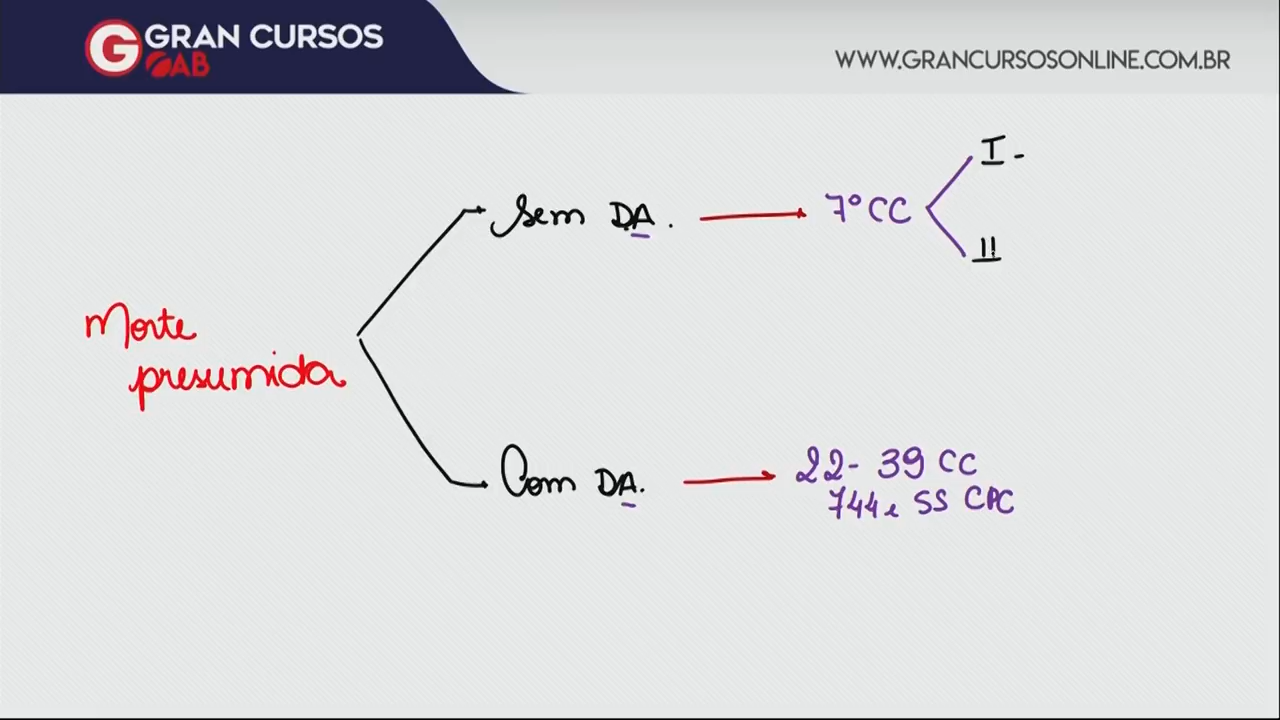 GRAN CURSOS
OAB
WWW.GRANCURSOSONLINE.COM.BR
Morte
presumida
Sem DA.
7º CC
I -
II
Com DA.
22- 39 CC
744 e SS CPC